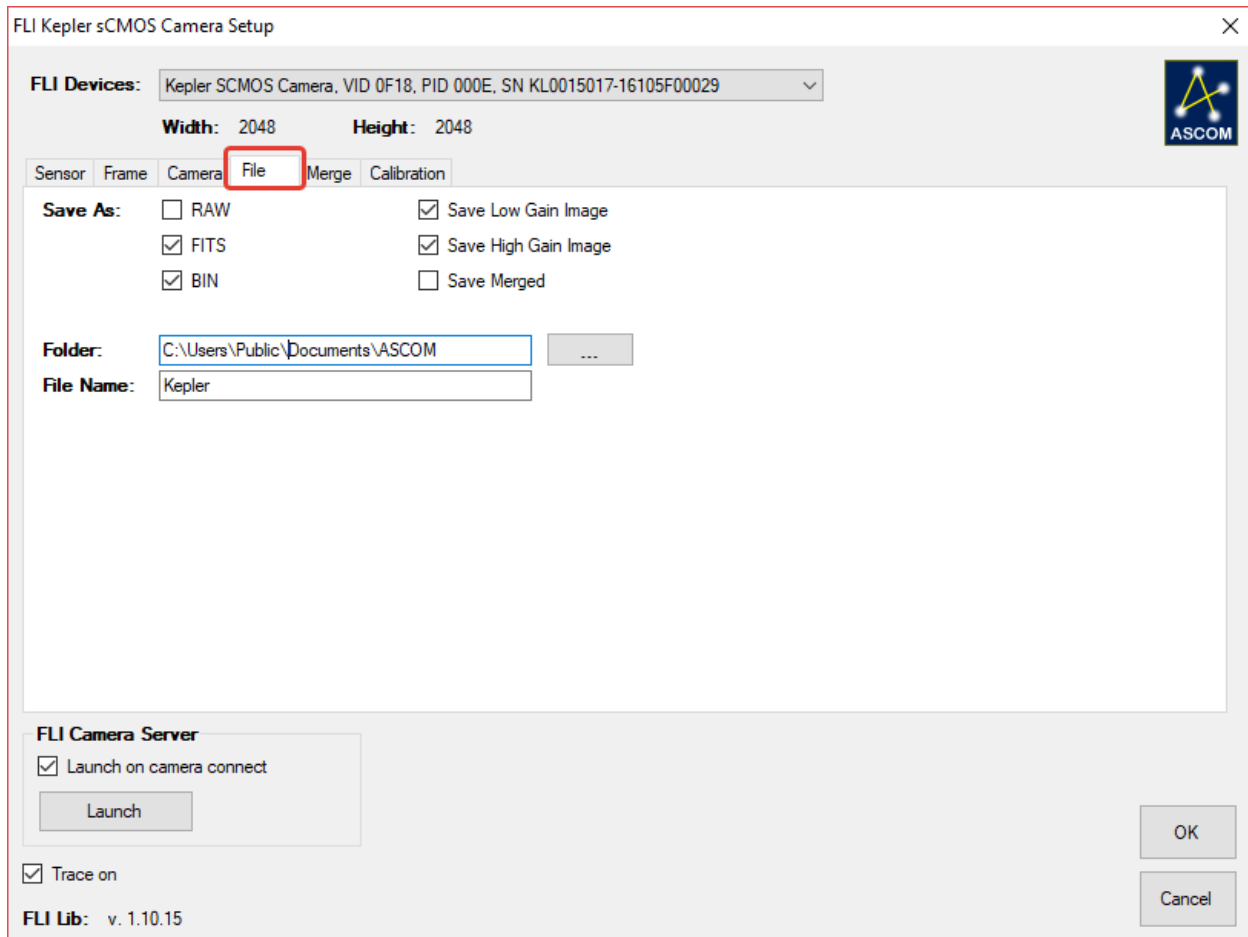 FLI Kepler sCMOS Camera Setup
FLI Devices: Kepler SCMOS Camera, VID 0F18, PID 000E, SN KL0015017-16105F00029
ASCOM
Width: 2048 Height: 2048
Sensor Frame Camera File Merge Calibration
Save As: RAW Save Low Gain Image
FITS Save High Gain Image
BIN Save Merged
Folder: C:\Users\Public\Documents\ASCOM ...
File Name: Kepler
FLI Camera Server
Launch on camera connect
Launch
OK
Trace on
Cancel
FLI Lib: v. 1.10.15